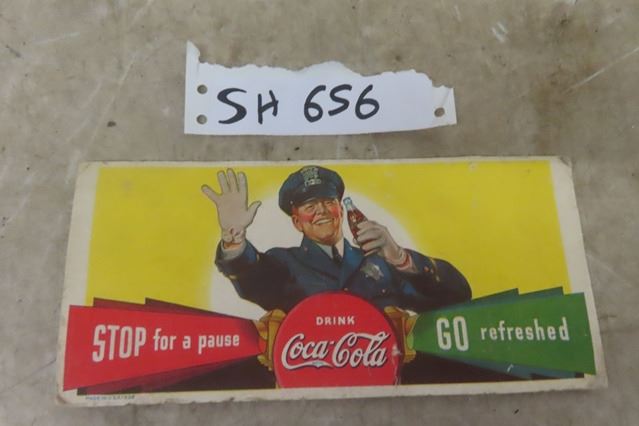 SH 656
STOP for a pause
DRINK
Coca-Cola
GO refreshed